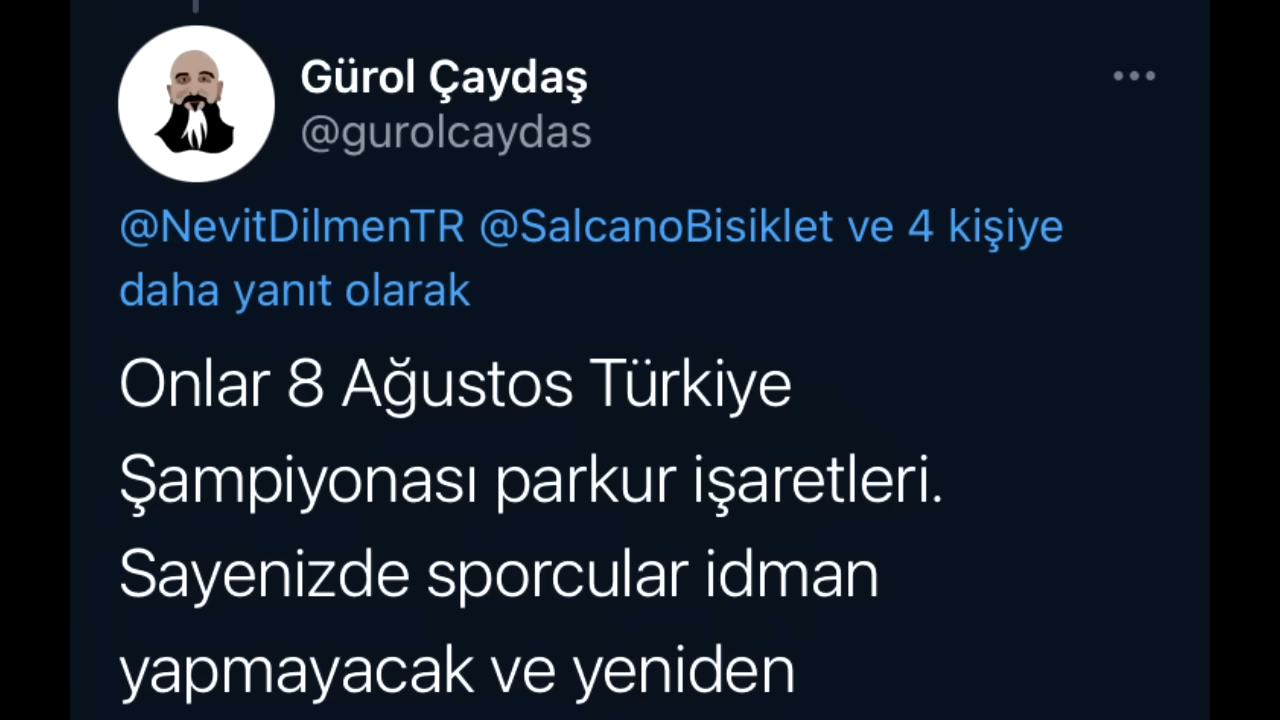 Gürol Çaydaş
@gurolcaydas
@NevitDilmenTR @SalcanoBisiklet ve 4 kişiye
daha yanıt olarak
Onlar 8 Ağustos Türkiye
Şampiyonası parkur işaretleri.
Sayenizde sporcular idman
yapmayacak ve yeniden